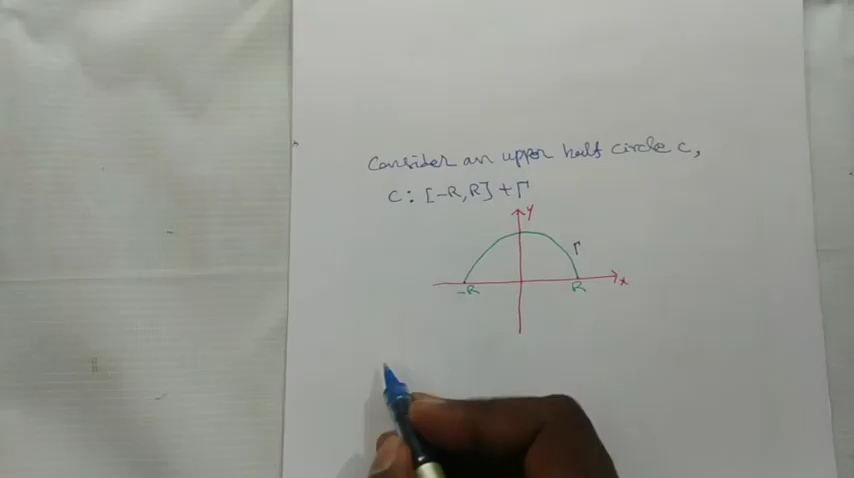 Consider an upper half circle C,
C: [-R, R] + Γ
y
Γ
-R
R
x